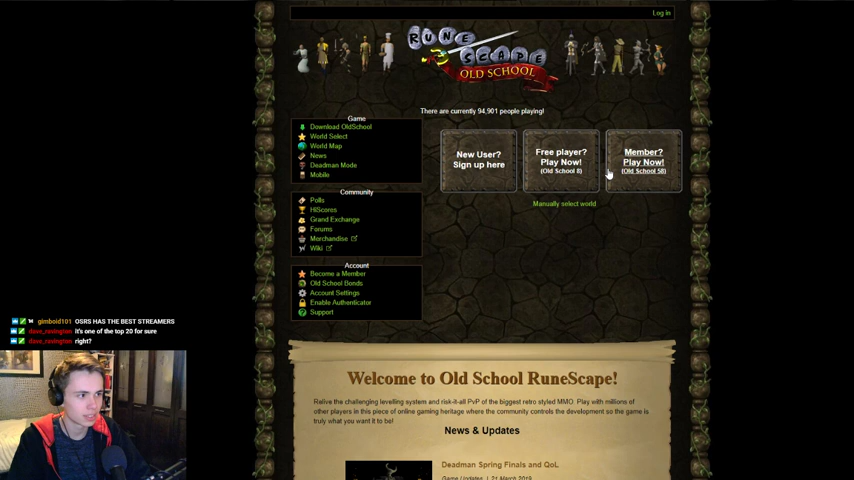 Log in
RUNE
SCAPE
OLD SCHOOL
There are currently 94,901 people playing!
Game
Download OldSchool
World Select
World Map
News
Deadman Mode
Mobile
New User?
Sign up here
Free player?
Play Now!
(Old School 8)
Member?
Play Now!
(Old School 58)
Manually select world
Community
Polls
HiScores
Grand Exchange
Forums
Merchandise
Wiki
Account
Become a Member
Old School Bonds
Account Settings
Enable Authenticator
Support
gimboid101 OSRS HAS THE BEST STREAMERS
dave_ravington it's one of the top 20 for sure
dave_ravington right?
Welcome to Old School RuneScape!
Relive the challenging levelling system and risk-it-all PvP of the biggest retro styled MMO. Play with millions of
other players in this piece of online gaming heritage where the community controls the development so the game is
truly what you want it to be!
News & Updates
Deadman Spring Finals and QoL
Game Updates | 21 March 2019